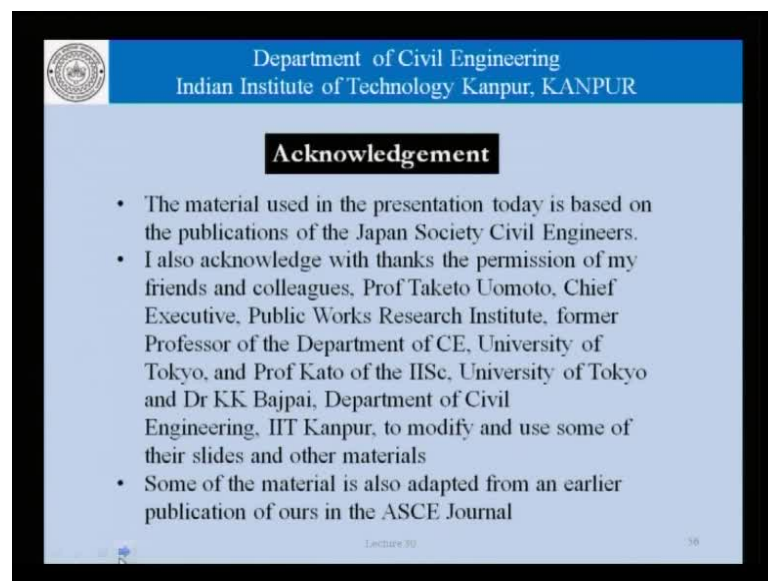 Department of Civil Engineering
Indian Institute of Technology Kanpur, KANPUR
Acknowledgement
• The material used in the presentation today is based on
the publications of the Japan Society Civil Engineers.
• I also acknowledge with thanks the permission of my
friends and colleagues, Prof Taketo Uomoto, Chief
Executive, Public Works Research Institute, former
Professor of the Department of CE, University of
Tokyo, and Prof Kato of the IISc, University of Tokyo
and Dr KK Bajpai, Department of Civil
Engineering, IIT Kanpur, to modify and use some of
their slides and other materials
• Some of the material is also adapted from an earlier
publication of ours in the ASCE Journal
Lecture